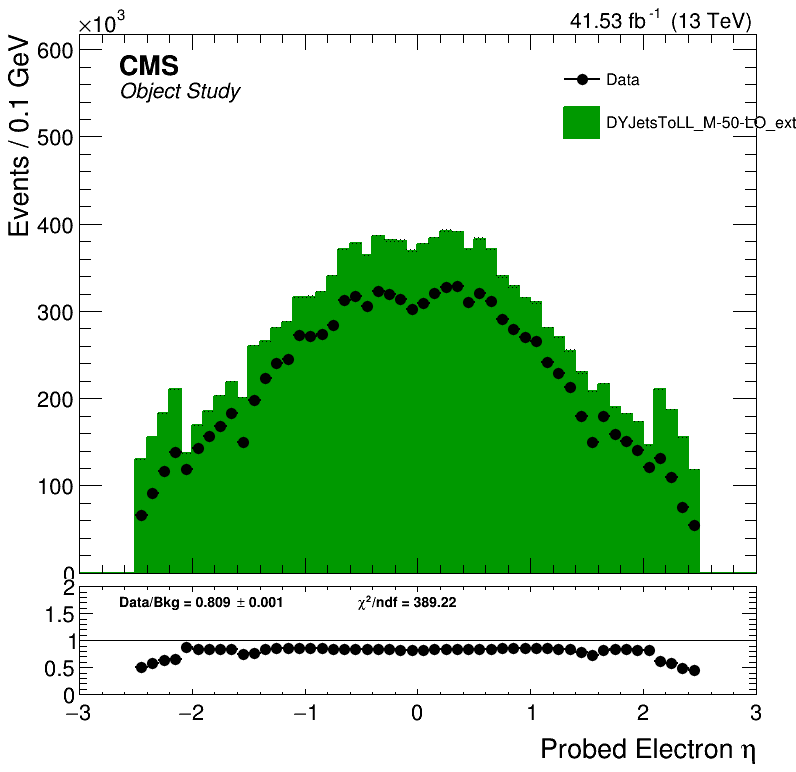 ×10³
41.53 fb⁻¹ (13 TeV)
Events / 0.1 GeV
600
500
400
300
200
100
0
CMS
Object Study
Data
DYJetsToLL_M-50-LO_ext
2
1.5
1
0.5
0
Data/Bkg = 0.809 ± 0.001
χ²/ndf = 389.22
−3
−2
−1
0
1
2
3
Probed Electron η